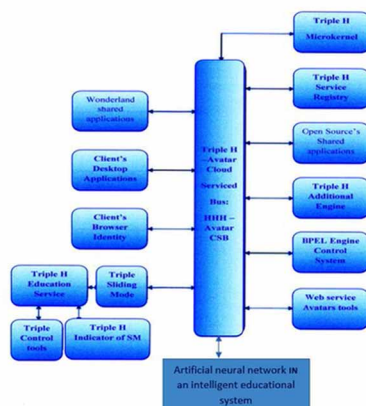 Triple H
Microkernel
Triple H
Service
Registry
Wonderland
shared
applications
Triple H
–Avatar
Cloud
Serviced
Bus:
HHH –
Avatar
CSB
Open Source's
Shared
applications
Client's
Desktop
Applications
Triple H
Additional
Engine
Client's
Browser
Identity
BPEL Engine
Control
System
Triple H
Education
Service
Triple
Sliding
Mode
Web service
Avatars tools
Triple
Control
tools
Triple H
Indicator of SM
Artificial neural network IN
an intelligent educational
system